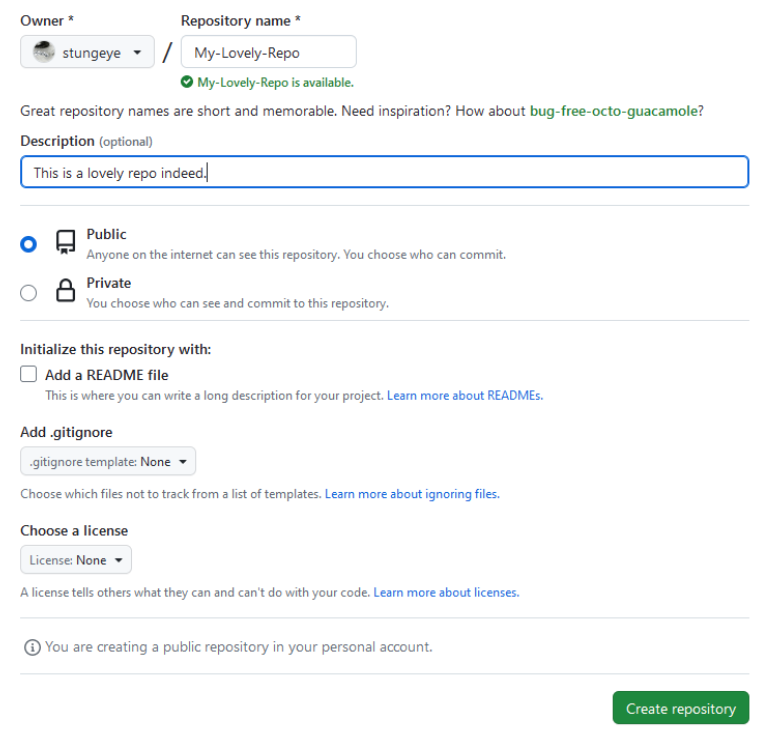 Owner * Repository name *
stungeye / My-Lovely-Repo
My-Lovely-Repo is available.
Great repository names are short and memorable. Need inspiration? How about bug-free-octo-guacamole?
Description (optional)
This is a lovely repo indeed.
Public
Anyone on the internet can see this repository. You choose who can commit.
Private
You choose who can see and commit to this repository.
Initialize this repository with:
Add a README file
This is where you can write a long description for your project. Learn more about READMEs.
Add .gitignore
.gitignore template: None
Choose which files not to track from a list of templates. Learn more about ignoring files.
Choose a license
License: None
A license tells others what they can and can't do with your code. Learn more about licenses.
You are creating a public repository in your personal account.
Create repository